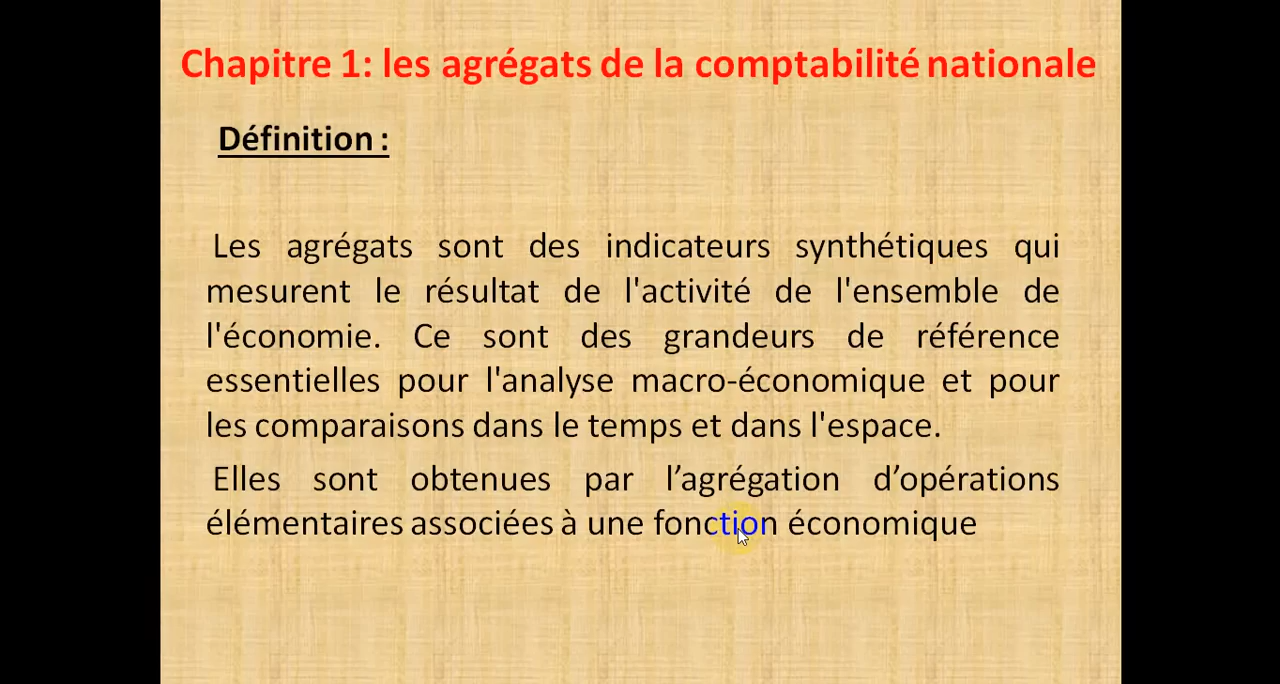 Chapitre 1: les agrégats de la comptabilité nationale
Définition :
Les agrégats sont des indicateurs synthétiques qui
mesurent le résultat de l'activité de l'ensemble de
l'économie. Ce sont des grandeurs de référence
essentielles pour l'analyse macro-économique et pour
les comparaisons dans le temps et dans l'espace.
Elles sont obtenues par l’agrégation d’opérations
élémentaires associées à une fonction économique